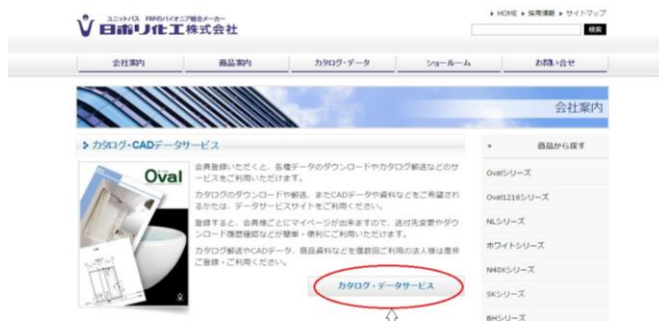 ユニットバス FRPのパイオニア総合メーカー
日ポリ化工株式会社
HOME 採用情報 サイトマップ
検索
会社案内 商品案内 カタログ・データ ショールーム お問い合せ
会社案内
カタログ・CADデータサービス
商品から探す
Oval
会員登録いただくと、各種データのダウンロードやカタログ郵送などのサ
ービスをご利用いただけます。
カタログのダウンロードや郵送、またCADデータや資料などをご希望され
るかたは、データサービスサイトをご利用ください。
登録すると、会員様ごとにマイページが出来ますので、送付先変更やダウ
ンロード履歴確認などが簡単・便利にご利用いただけます。
カタログ郵送やCADデータ、商品資料などを複数回ご利用の法人様は是非
ご登録・ご利用ください。
カタログ・データサービス
Ovalシリーズ
Oval1216シリーズ
NLシリーズ
ホワイトシリーズ
N40Xシリーズ
SKシリーズ
BHシリーズ